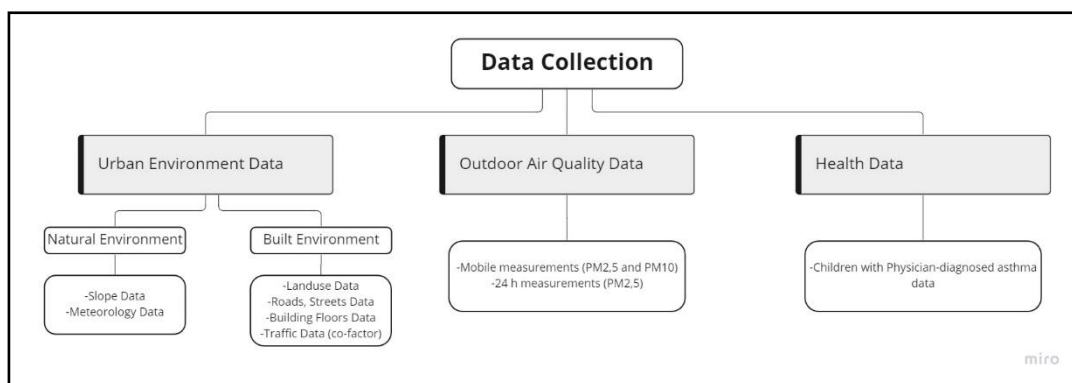 Data Collection
Urban Environment Data
Outdoor Air Quality Data
Health Data
Natural Environment
Built Environment
-Slope Data
-Meteorology Data
-Landuse Data
-Roads, Streets Data
-Building Floors Data
-Traffic Data (co-factor)
-Mobile measurements (PM2,5 and PM10)
-24 h measurements (PM2,5)
-Children with Physician-diagnosed asthma
data
miro